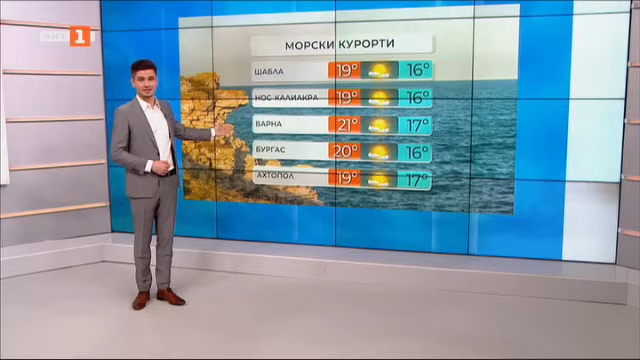 БНТ 1
МОРСКИ КУРОРТИ
ШАБЛА 19° 16°
НОС КАЛИАКРА 19° 16°
ВАРНА 21° 17°
БУРГАС 20° 16°
АХТОПОЛ 19° 17°